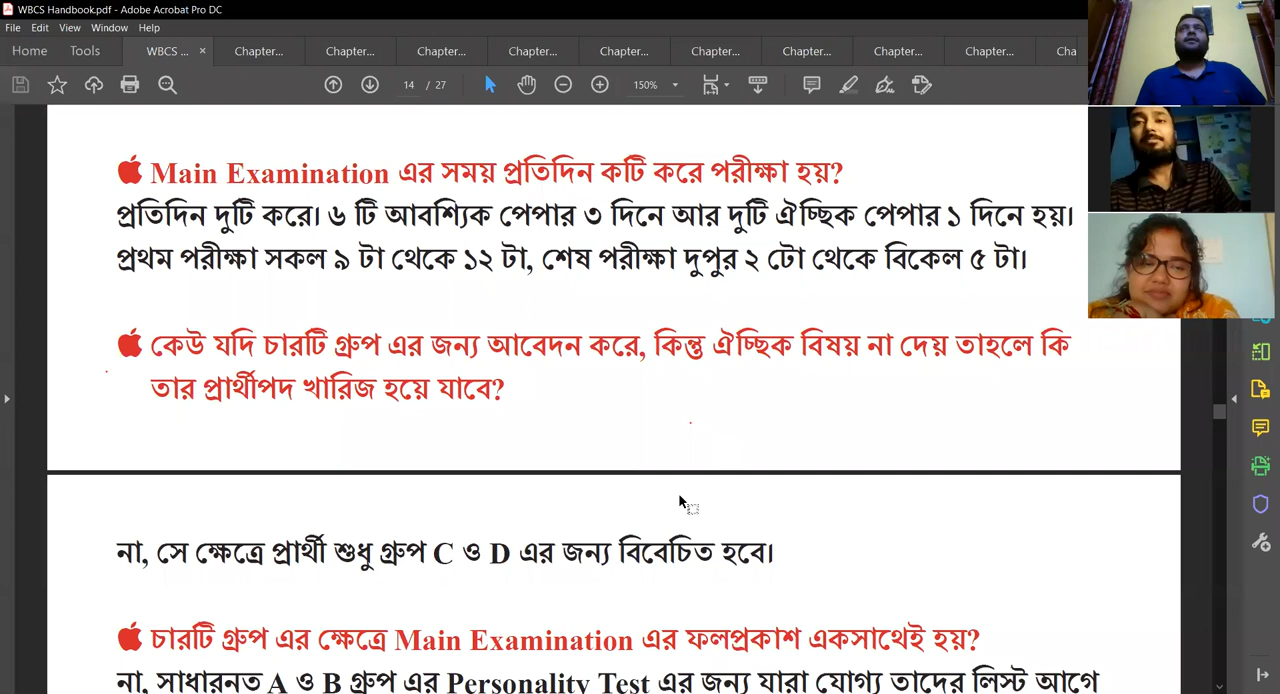 WBCS Handbook.pdf - Adobe Acrobat Pro DC
File Edit View Window Help
Home Tools WBCS ... × Chapter... Chapter... Chapter... Chapter... Chapter... Chapter... Chapter... Chapter... Chapter... Cha
14 / 27 150%
Main Examination এর সময় প্রতিদিন কটি করে পরীক্ষা হয়?
প্রতিদিন দুটি করে। ৬ টি আবশ্যিক পেপার ৩ দিনে আর দুটি ঐচ্ছিক পেপার ১ দিনে হয়।
প্রথম পরীক্ষা সকল ৯ টা থেকে ১২ টা, শেষ পরীক্ষা দুপুর ২ টো থেকে বিকেল ৫ টা।
কেউ যদি চারটি গ্রুপ এর জন্য আবেদন করে, কিন্তু ঐচ্ছিক বিষয় না দেয় তাহলে কি
তার প্রার্থীপদ খারিজ হয়ে যাবে?
না, সে ক্ষেত্রে প্রার্থী শুধু গ্রুপ C ও D এর জন্য বিবেচিত হবে।
চারটি গ্রুপ এর ক্ষেত্রে Main Examination এর ফলপ্রকাশ একসাথেই হয়?
না, সাধারনত A ও B গ্রুপ এর Personality Test এর জন্য যারা যোগ্য তাদের লিস্ট আগে